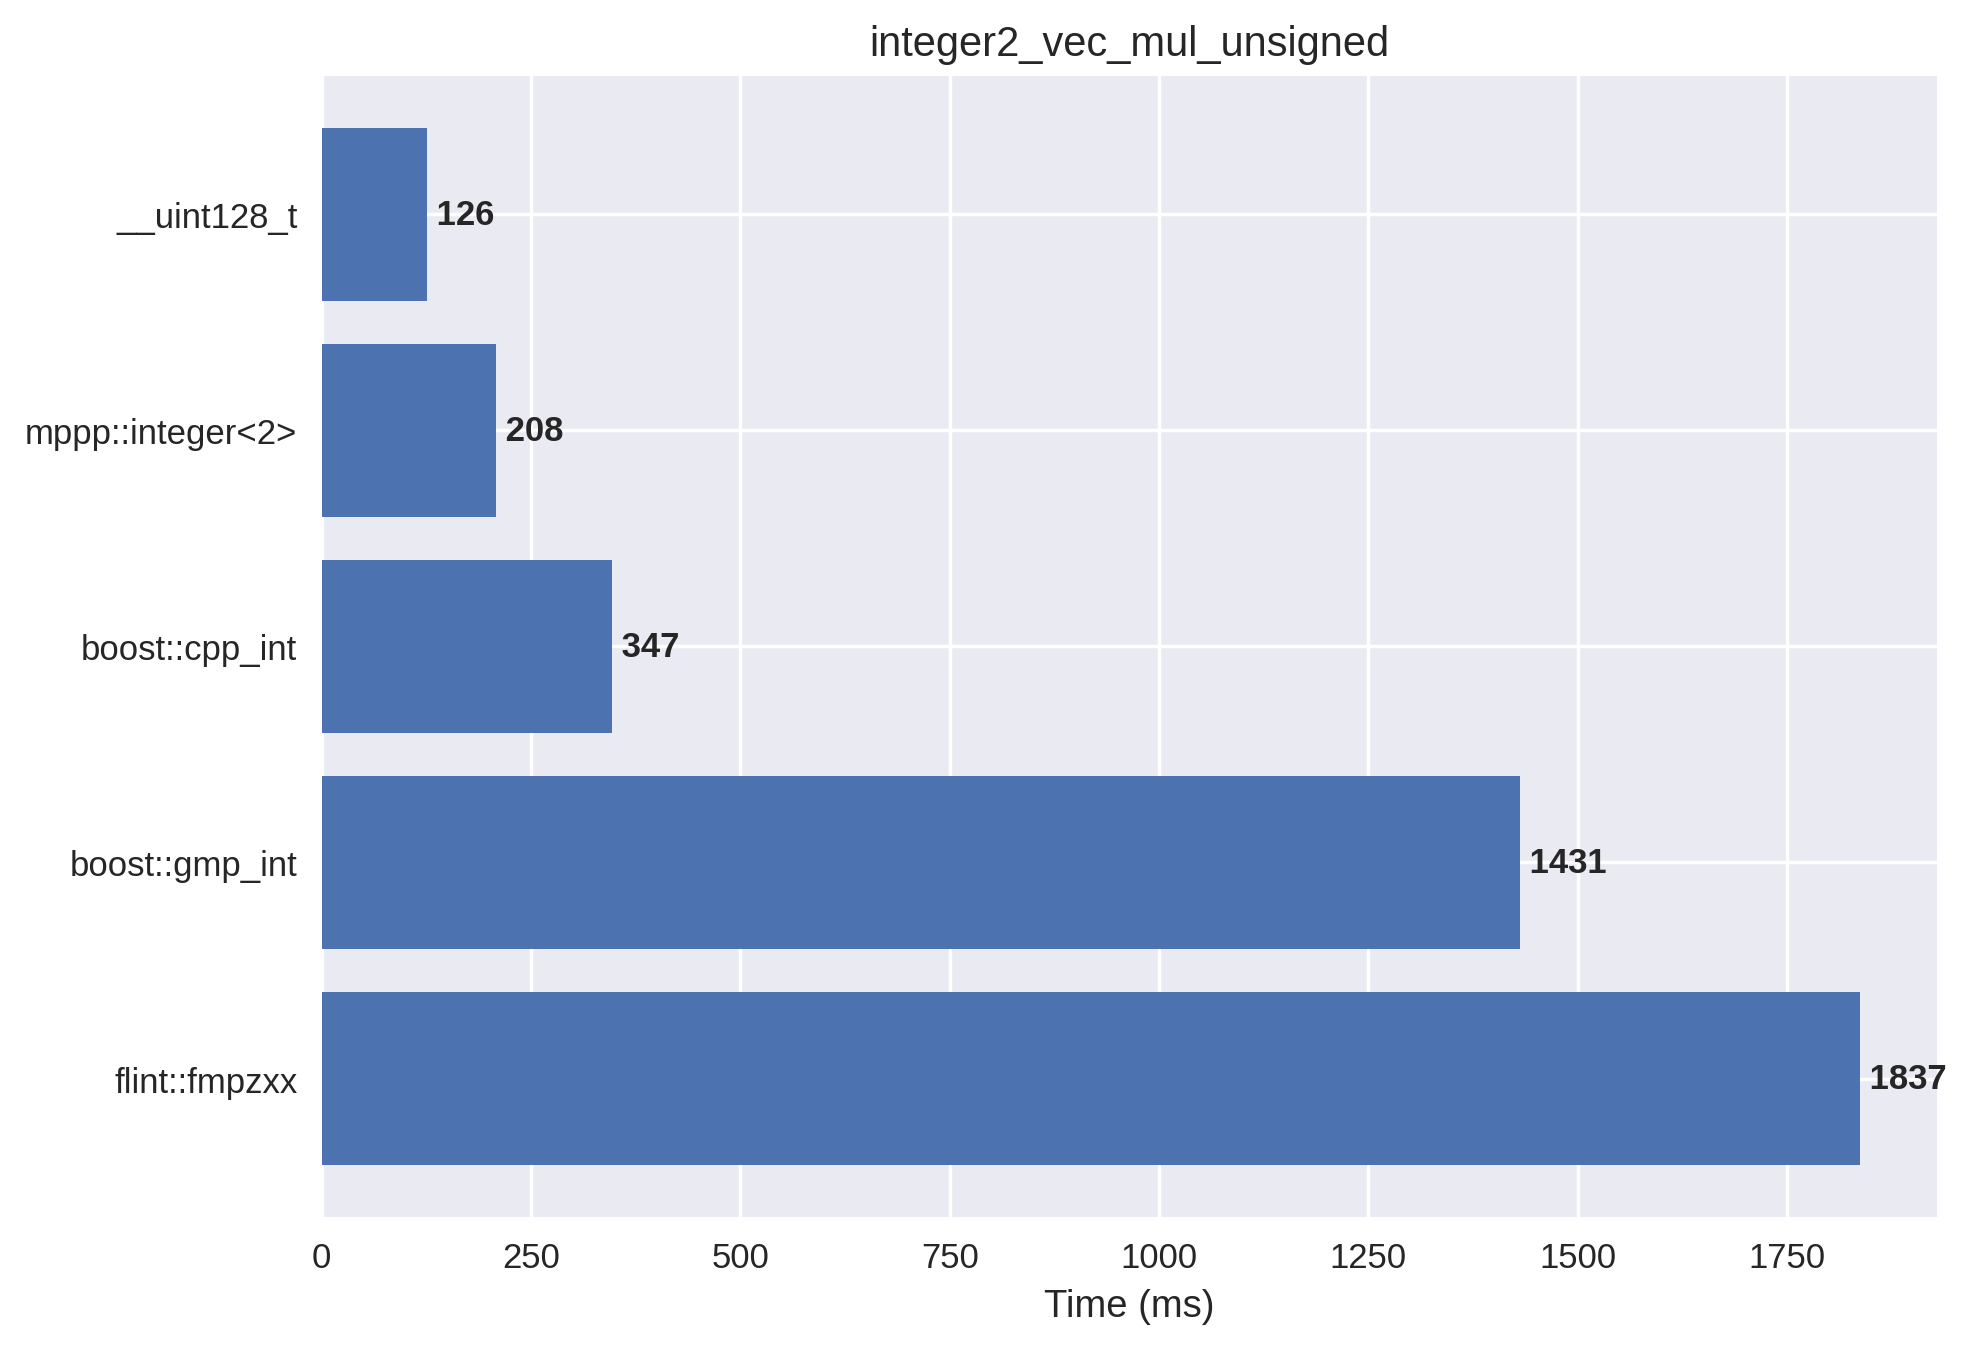 integer2_vec_mul_unsigned
__uint128_t
126
mppp::integer<2>
208
boost::cpp_int
347
boost::gmp_int
1431
flint::fmpzxx
1837
0 250 500 750 1000 1250 1500 1750
Time (ms)